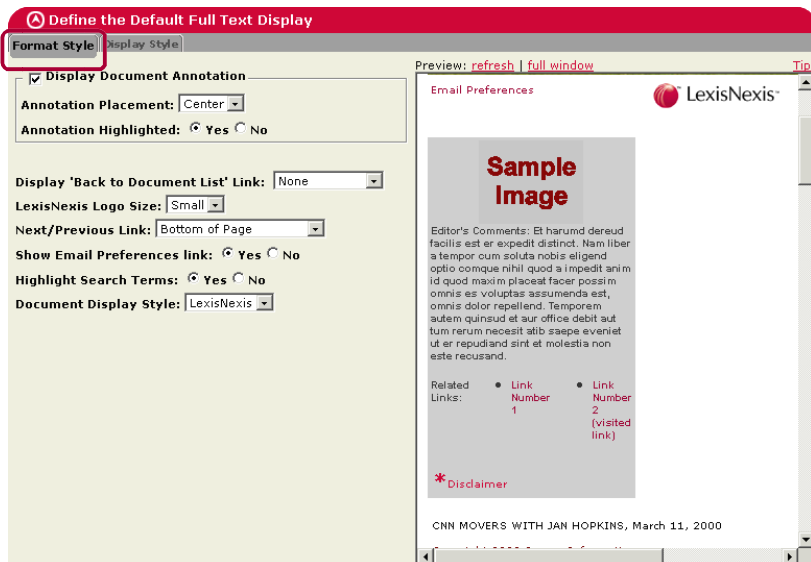 Define the Default Full Text Display
Format Style Display Style
Display Document Annotation
Annotation Placement: Center
Annotation Highlighted: Yes No
Display 'Back to Document List' Link: None
LexisNexis Logo Size: Small
Next/Previous Link: Bottom of Page
Show Email Preferences link: Yes No
Highlight Search Terms: Yes No
Document Display Style: LexisNexis
Preview: refresh | full window Tip
Email Preferences
LexisNexis™
Sample
Image
Editor's Comments: Et harumd dereud
facilis est er expedit distinct. Nam liber
a tempor cum soluta nobis eligend
optio comque nihil quod a impedit anim
id quod maxim placeat facer possim
omnis es voluptas assumenda est,
omnis dolor repellend. Temporem
autem quinsud et aur office debit aut
tum rerum necesit atib saepe eveniet
ut er repudiand sint et molestia non
este recusand.
Related
Links:
Link
Number
1
Link
Number
2
(visited
link)
*Disclaimer
CNN MOVERS WITH JAN HOPKINS, March 11, 2000